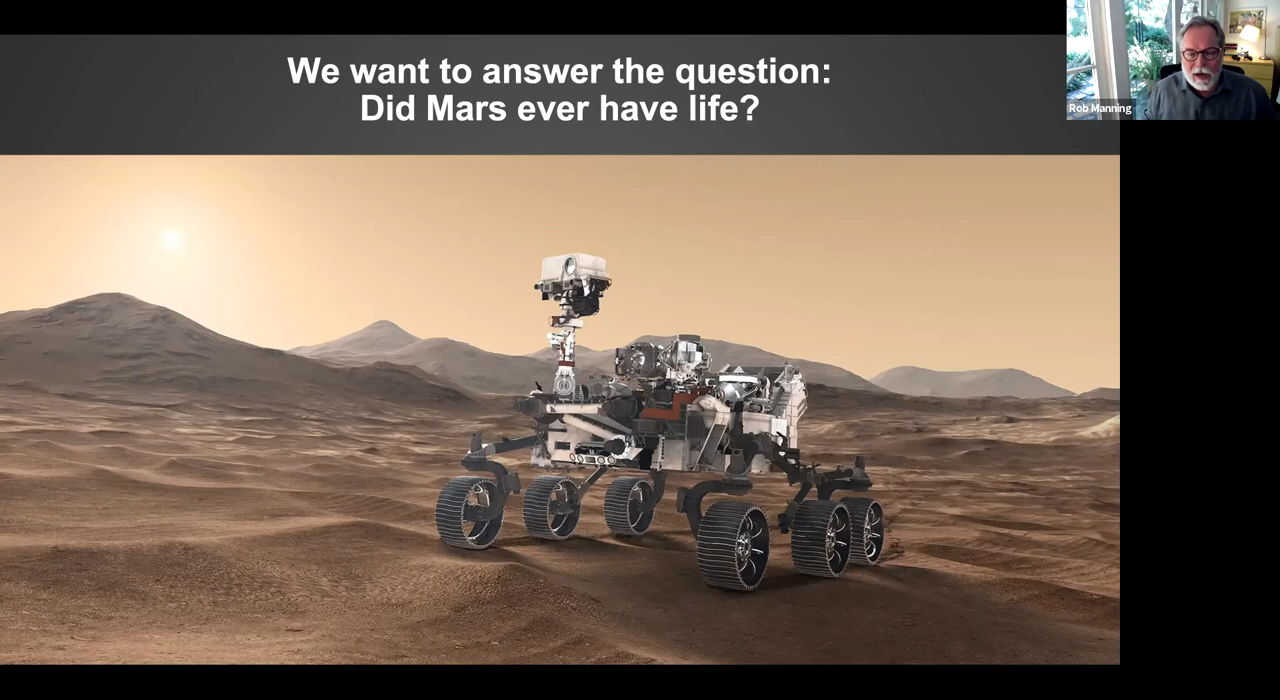 We want to answer the question:
Did Mars ever have life?
Rob Manning